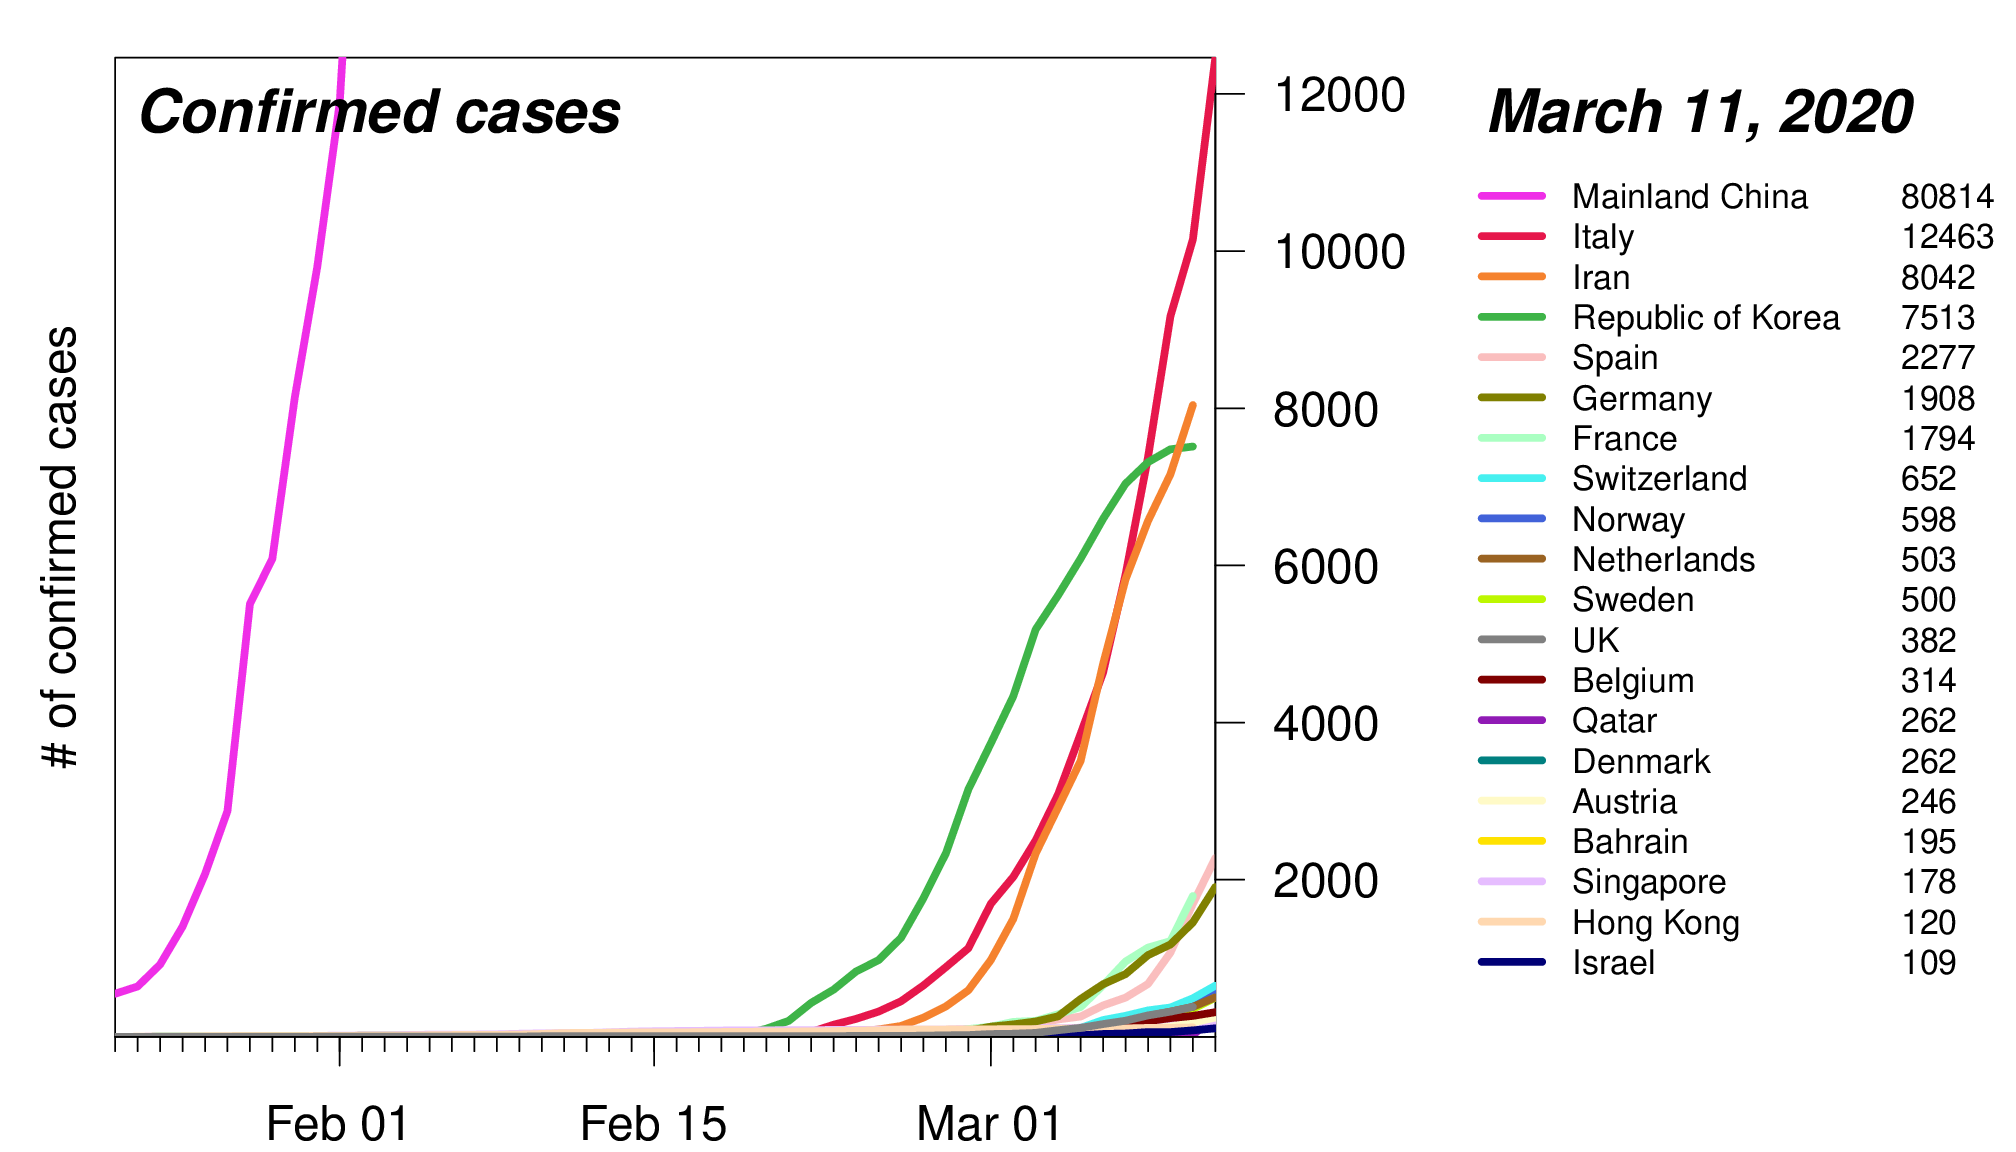 Confirmed cases
# of confirmed cases
12000
10000
8000
6000
4000
2000
Feb 01
Feb 15
Mar 01
March 11, 2020
Mainland China 80814
Italy 12463
Iran 8042
Republic of Korea 7513
Spain 2277
Germany 1908
France 1794
Switzerland 652
Norway 598
Netherlands 503
Sweden 500
UK 382
Belgium 314
Qatar 262
Denmark 262
Austria 246
Bahrain 195
Singapore 178
Hong Kong 120
Israel 109